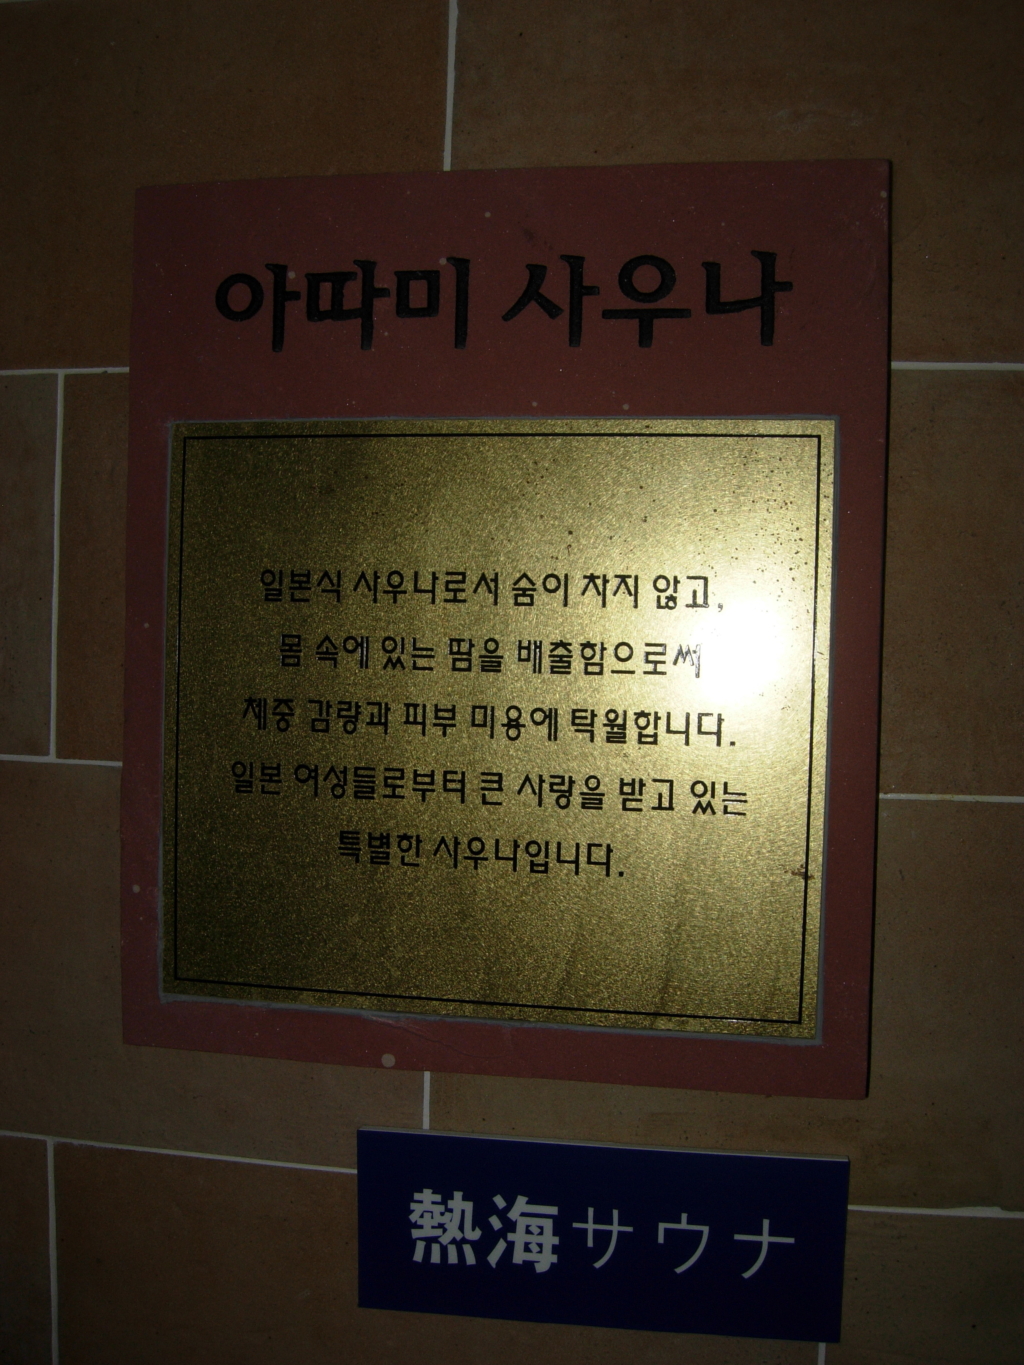 아따미 사우나
일본식 사우나로서 숨이 차지 않고,
몸 속에 있는 땀을 배출함으로써
체중 감량과 피부 미용에 탁월합니다.
일본 여성들로부터 큰 사랑을 받고 있는
특별한 사우나입니다.
熱海サウナ